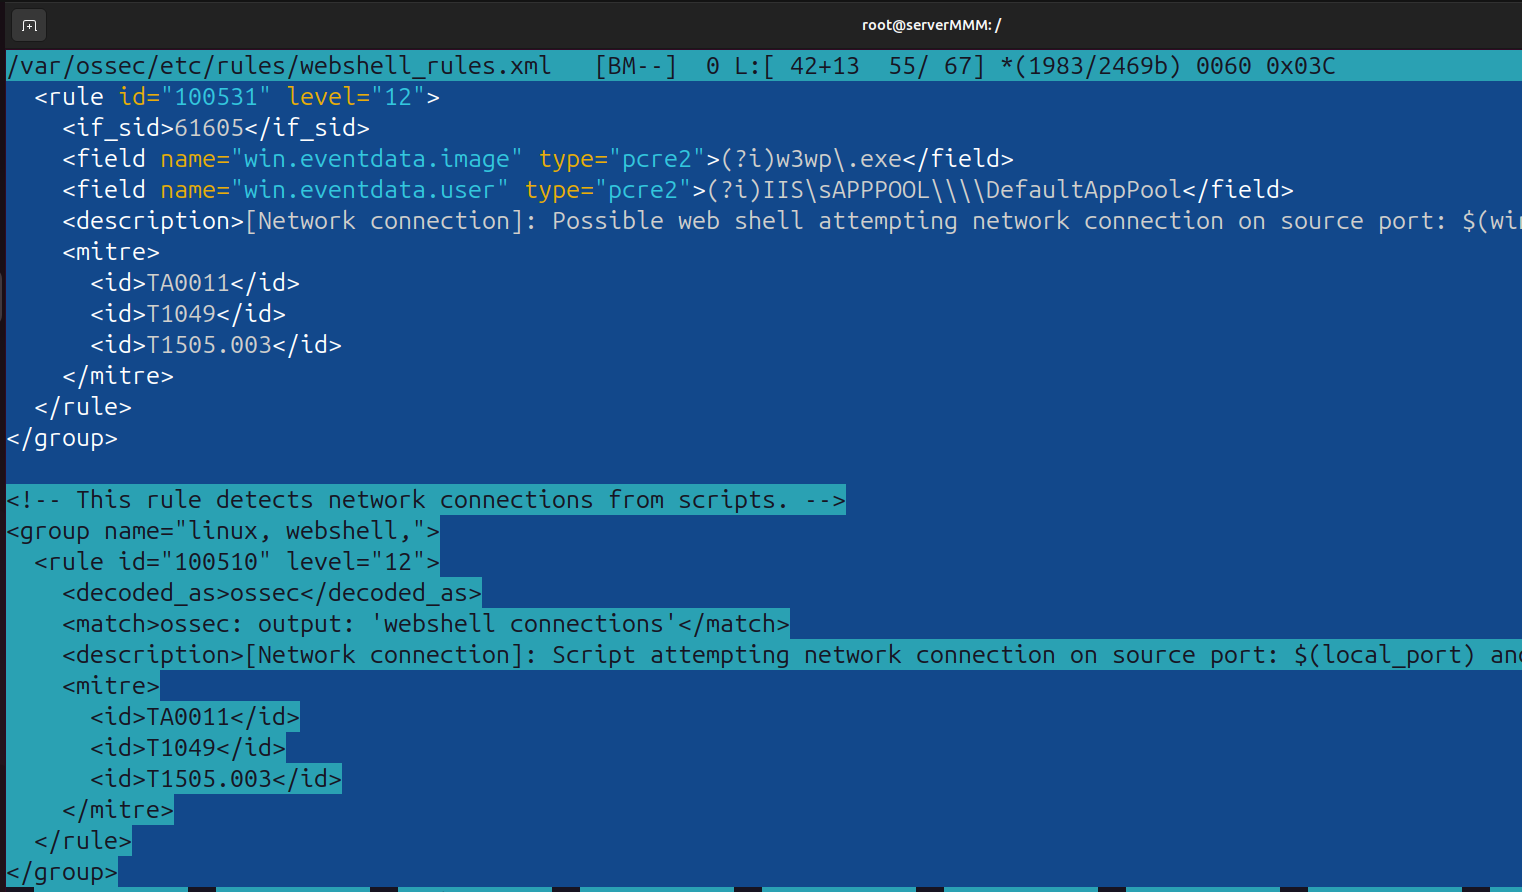 root@serverMMM: /
/var/ossec/etc/rules/webshell_rules.xml   [BM--]  0 L:[ 42+13  55/ 67] *(1983/2469b) 0060 0x03C
  <rule id="100531" level="12">
    <if_sid>61605</if_sid>
    <field name="win.eventdata.image" type="pcre2">(?i)w3wp\.exe</field>
    <field name="win.eventdata.user" type="pcre2">(?i)IIS\sAPPPOOL\\\\DefaultAppPool</field>
    <description>[Network connection]: Possible web shell attempting network connection on source port: $(wi
    <mitre>
      <id>TA0011</id>
      <id>T1049</id>
      <id>T1505.003</id>
    </mitre>
  </rule>
</group>
<!-- This rule detects network connections from scripts. -->
<group name="linux, webshell,">
  <rule id="100510" level="12">
    <decoded_as>ossec</decoded_as>
    <match>ossec: output: 'webshell connections'</match>
    <description>[Network connection]: Script attempting network connection on source port: $(local_port) and
    <mitre>
      <id>TA0011</id>
      <id>T1049</id>
      <id>T1505.003</id>
    </mitre>
  </rule>
</group>